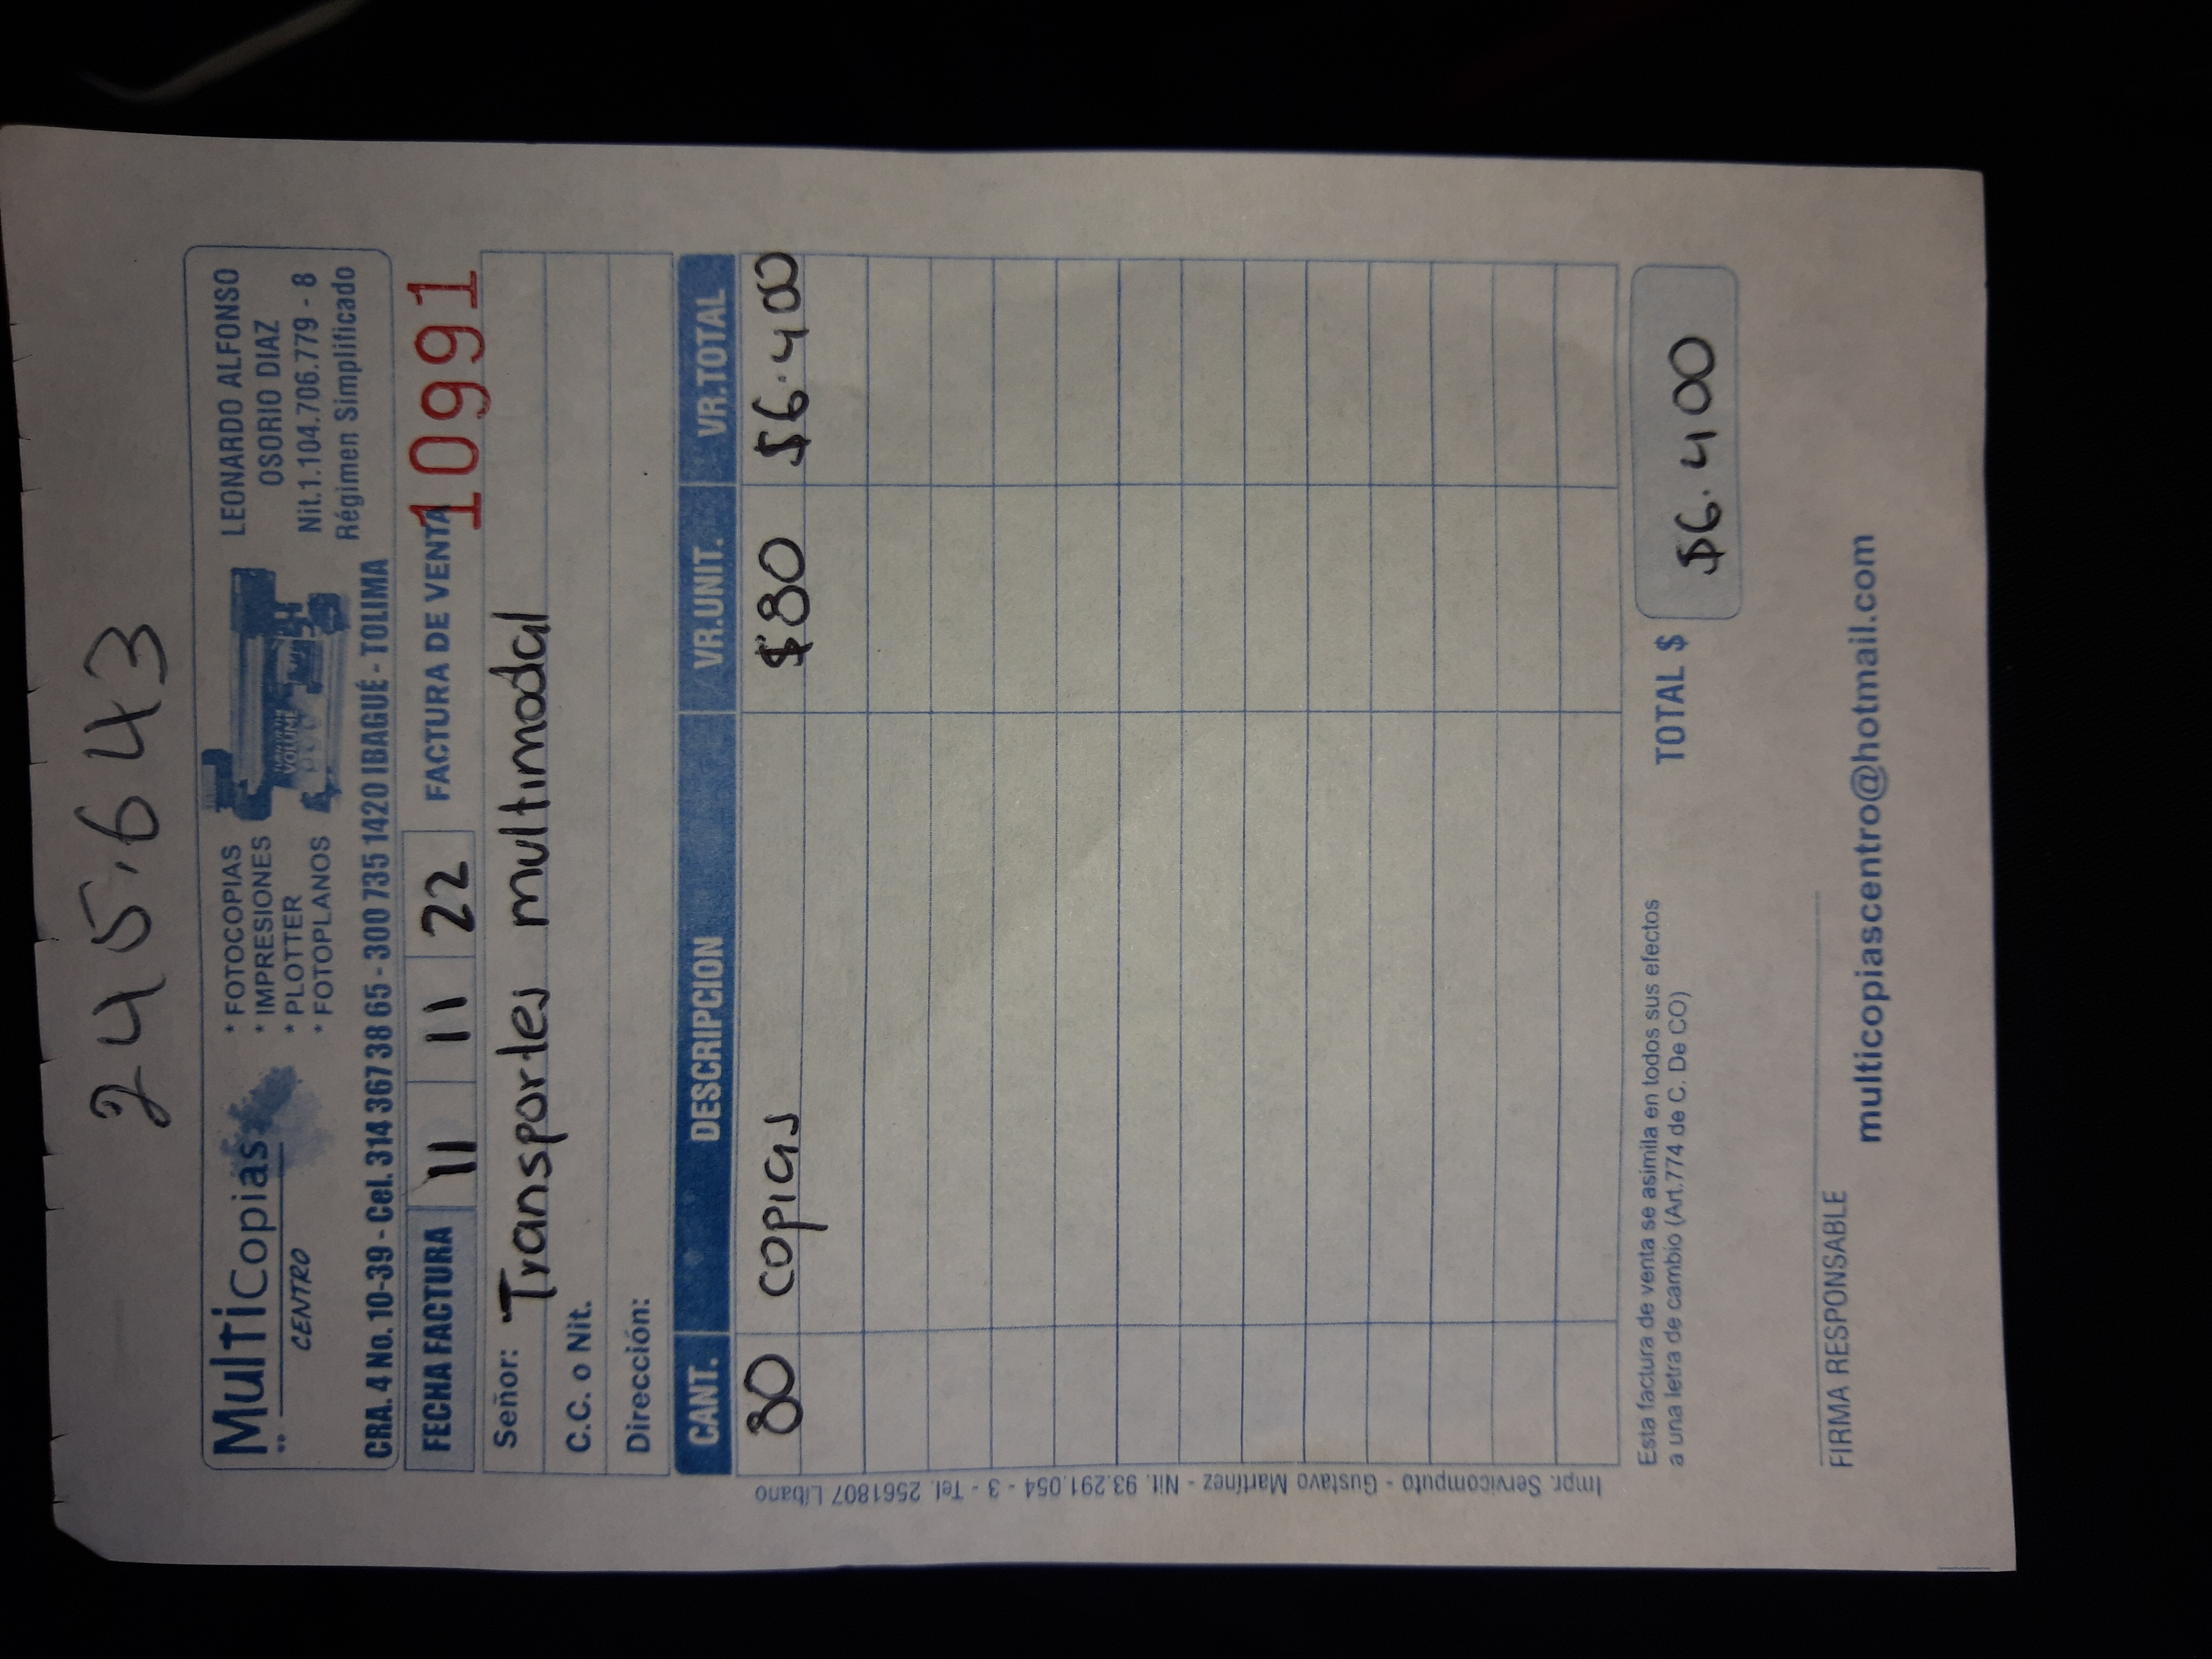 245.643
MultiCopias
CENTRO
* FOTOCOPIAS
* IMPRESIONES
* PLOTTER
* FOTOPLANOS
LEONARDO ALFONSO
OSORIO DIAZ
Nit.1.104.706.779 - 8
Régimen Simplificado
CRA. 4 No. 10-39 - Cel. 314 367 38 65 - 300 735 1420 IBAGUÉ - TOLIMA
FECHA FACTURA 11 11 22 FACTURA DE VENTA 10991
Señor: Transportes multimodal
C.C. o Nit.
Dirección:
CANT. DESCRIPCION VR.UNIT. VR.TOTAL
80 copias $80 $6.400
Impr. Servicomputo - Gustavo Martínez - Nit. 93.291.054 - 3 - Tel. 2561807 Líbano
Esta factura de venta se asimila en todos sus efectos
a una letra de cambio (Art.774 de C. De CO)
TOTAL $ $6.400
FIRMA RESPONSABLE
multicopiascentro@hotmail.com